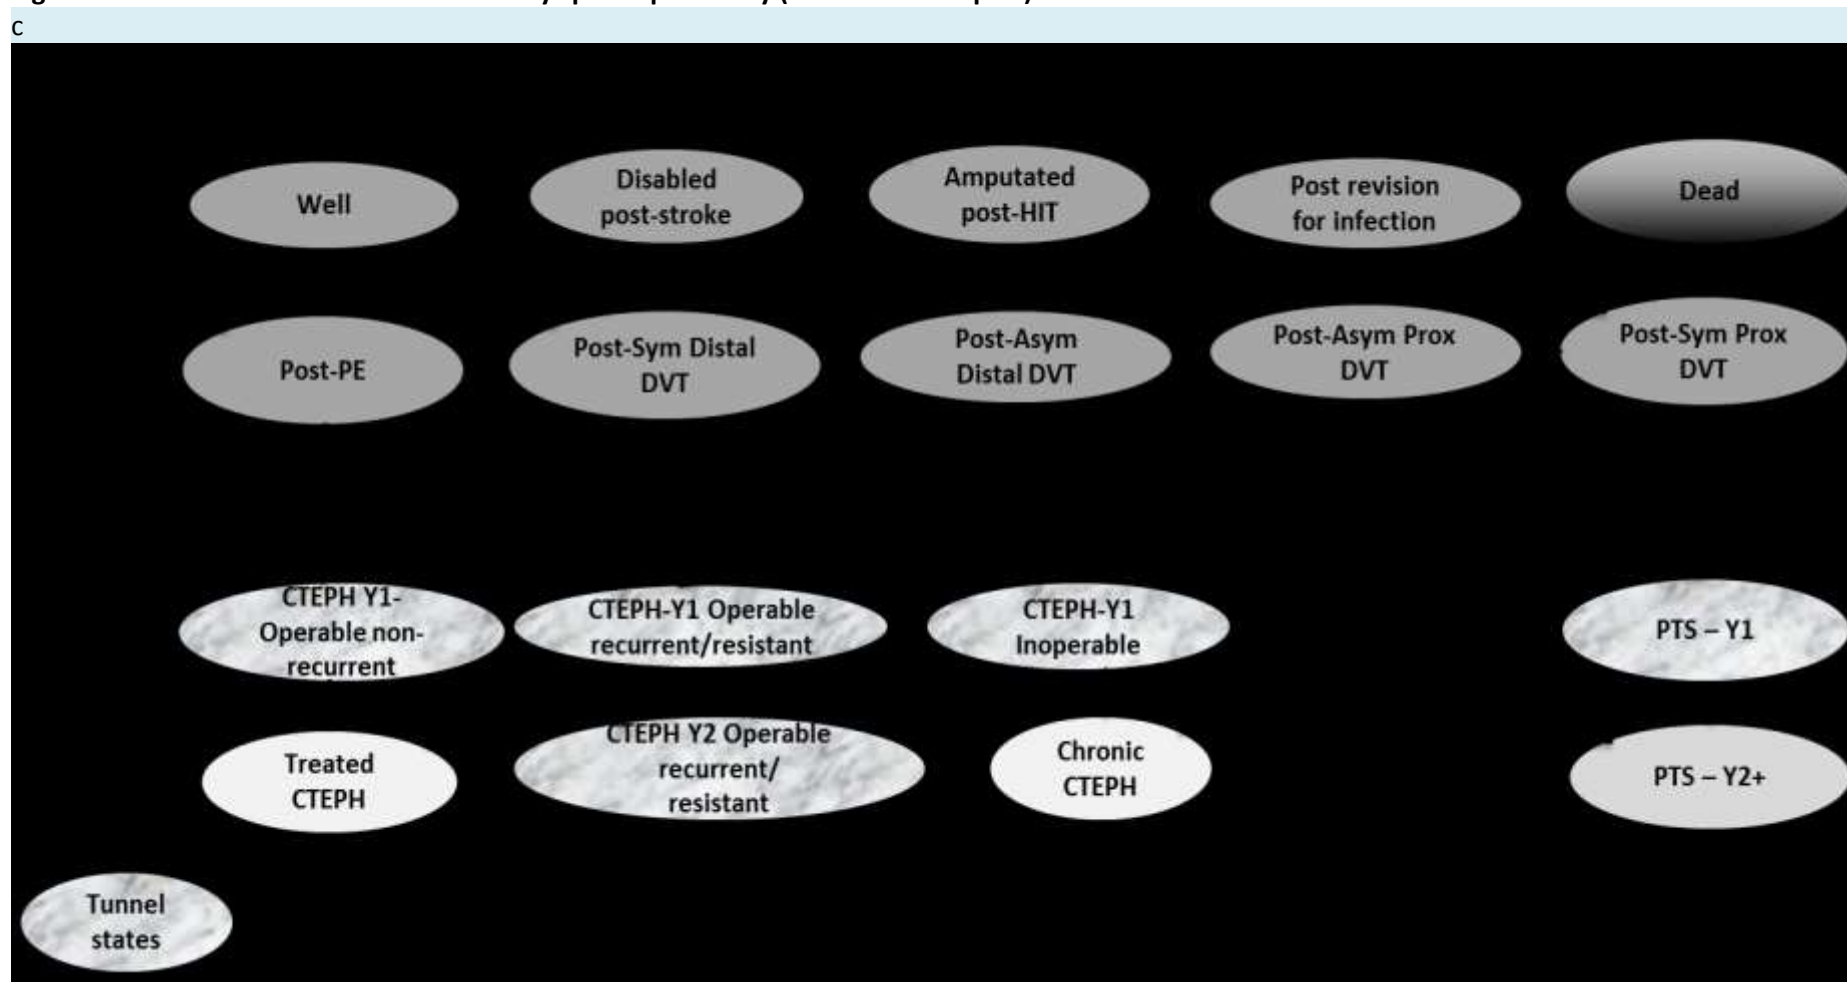 c
Well
Disabled
post-stroke
Amputated
post-HIT
Post revision
for infection
Dead
Post-PE
Post-Sym Distal
DVT
Post-Asym
Distal DVT
Post-Asym Prox
DVT
Post-Sym Prox
DVT
CTEPH Y1-
Operable non-
recurrent
CTEPH-Y1 Operable
recurrent/resistant
CTEPH-Y1
Inoperable
PTS – Y1
Treated
CTEPH
CTEPH Y2 Operable
recurrent/
resistant
Chronic
CTEPH
PTS – Y2+
Tunnel
states